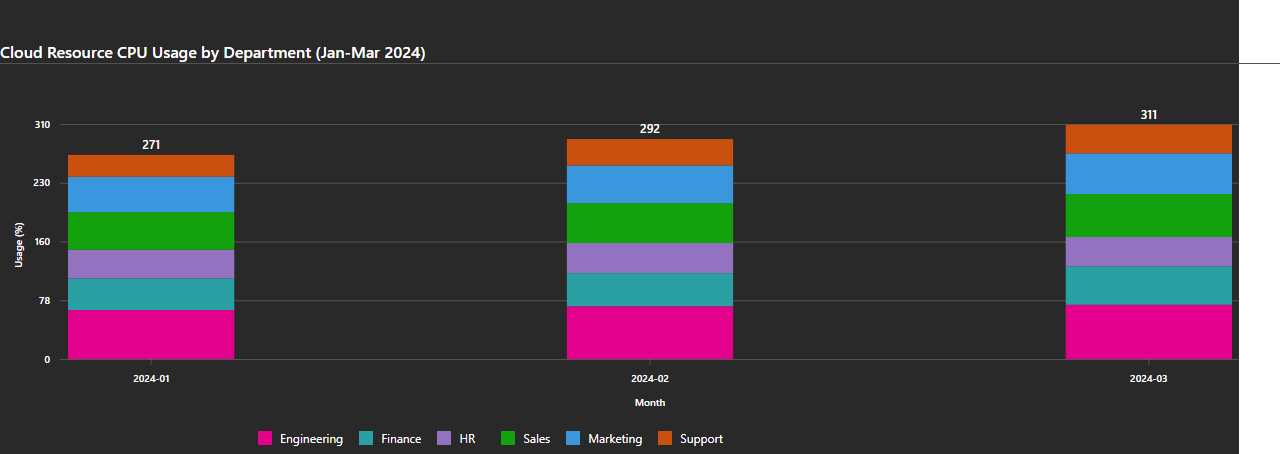 Cloud Resource CPU Usage by Department (Jan-Mar 2024)
310
230
160
78
0
Usage (%)
271
292
311
2024-01
2024-02
2024-03
Month
Engineering
Finance
HR
Sales
Marketing
Support